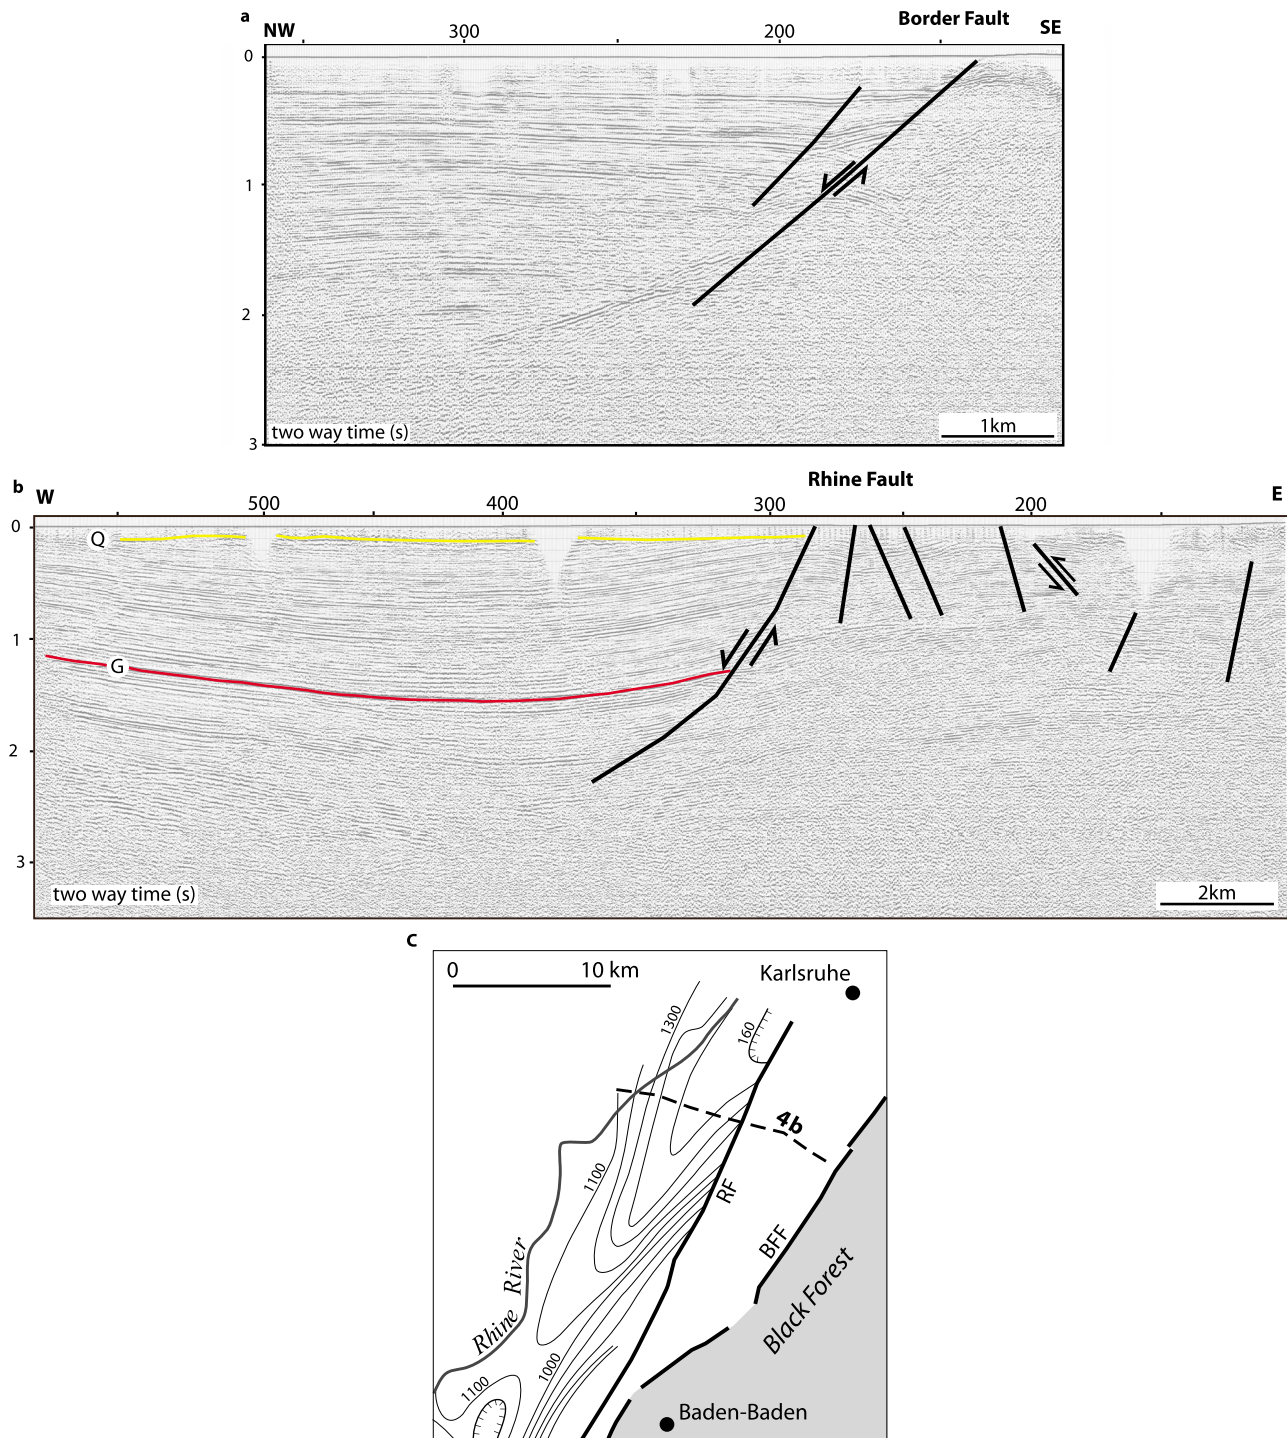 a
NW
300
200
Border Fault
SE
0
1
2
3
two way time (s)
1km
b
W
500
400
300
Rhine Fault
200
E
0
Q
1
G
2
3
two way time (s)
2km
c
0
10 km
Karlsruhe
1300
160
4b
1100
RF
BFF
Rhine River
Black Forest
1000
1100
Baden-Baden